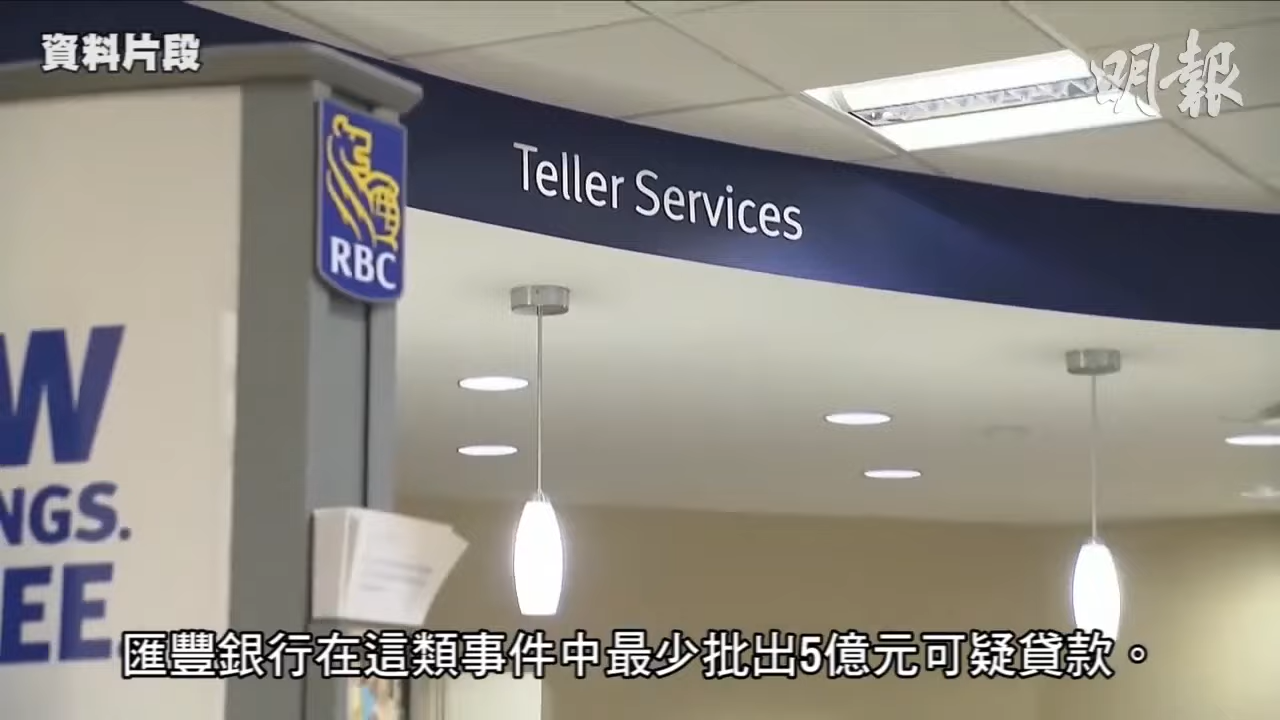 資料片段
明報
Teller Services
RBC
W
NGS.
EE
匯豐銀行在這類事件中最少批出5億元可疑貸款。